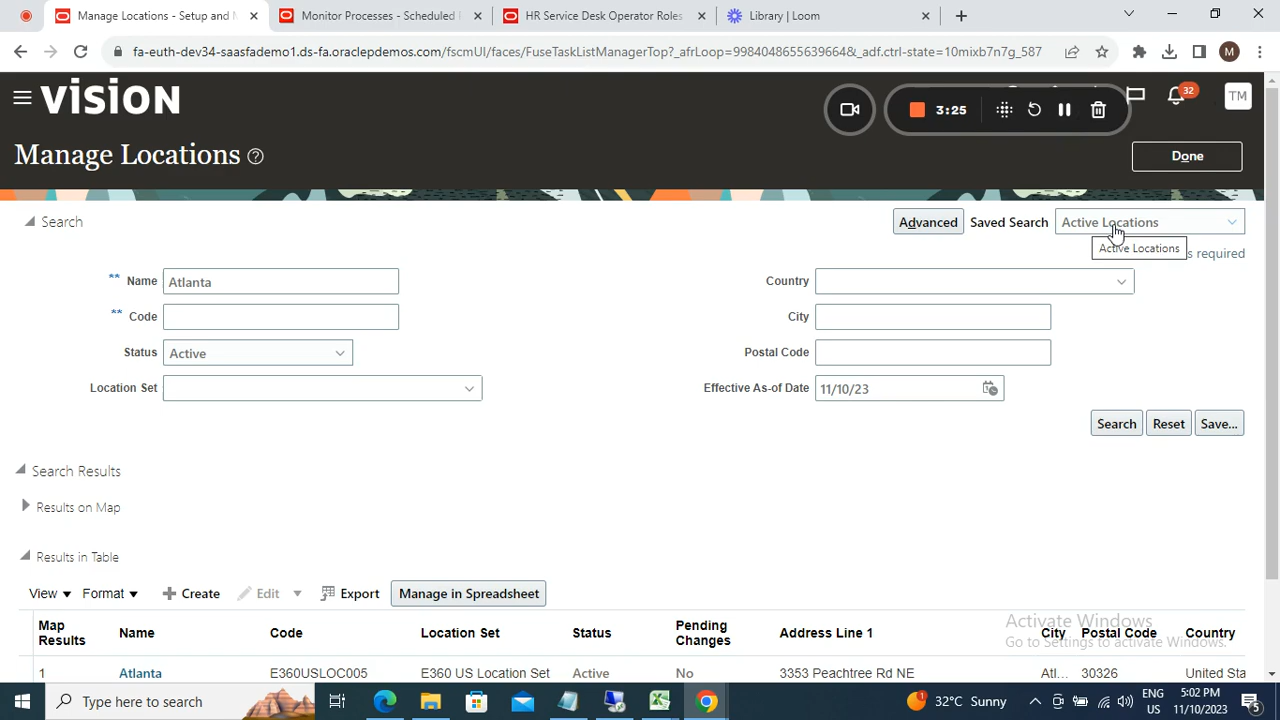 Manage Locations - Setup and M
Monitor Processes - Scheduled
HR Service Desk Operator Roles
Library | Loom
fa-euth-dev34-saasfademo1.ds-fa.oraclepdemos.com/fscmUI/faces/FuseTaskListManagerTop?_afrLoop=99840486556396648&_adf.ctrl-state=10mixb7n7g_587
M
vision
3:25
32
TM
Manage Locations
Done
Search
Advanced Saved Search Active Locations
Active Locations
s required
** Name Atlanta
Country
** Code
City
Status Active
Postal Code
Location Set
Effective As-of Date 11/10/23
Search Reset Save...
Search Results
Results on Map
Results in Table
View Format Create Edit Export Manage in Spreadsheet
Map Results Name Code Location Set Status Pending Changes Address Line 1 City Postal Code Country
Activate Windows
Go to Settings to activate Windows.
1 Atlanta E360USLOC005 E360 US Location Set Active No 3353 Peachtree Rd NE Atl... 30326 United Sta
Type here to search
1
32°C Sunny
ENG
US
5:02 PM
11/10/2023
5